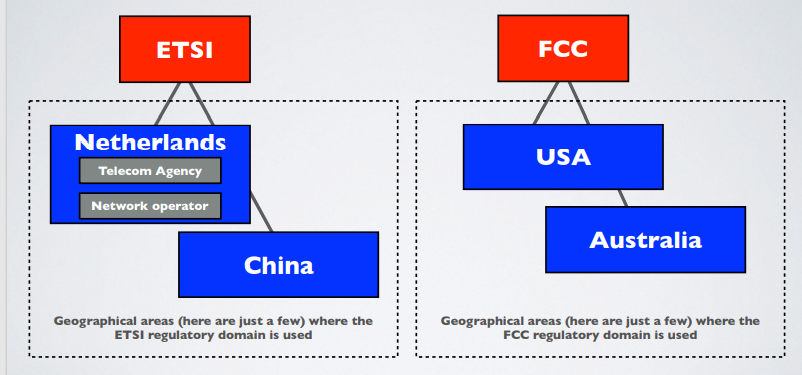 ETSI
Netherlands
Telecom Agency
Network operator
China
Geographical areas (here are just a few) where the
ETSI regulatory domain is used
FCC
USA
Australia
Geographical areas (here are just a few) where the
FCC regulatory domain is used